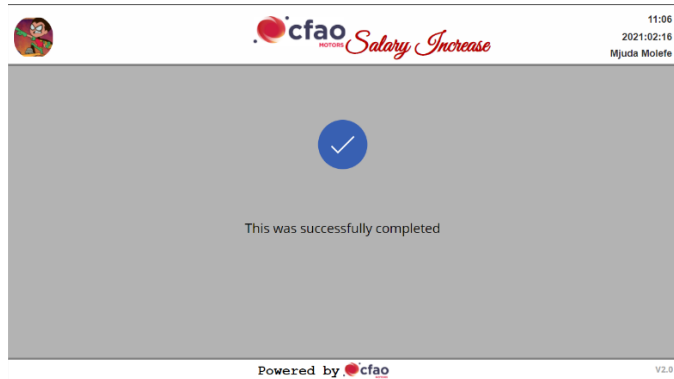 cfao
MOTORS
Salary Increase
11:06
2021:02:16
Mjuda Molefe
This was successfully completed
Powered by cfao
MOTORS
V2.0